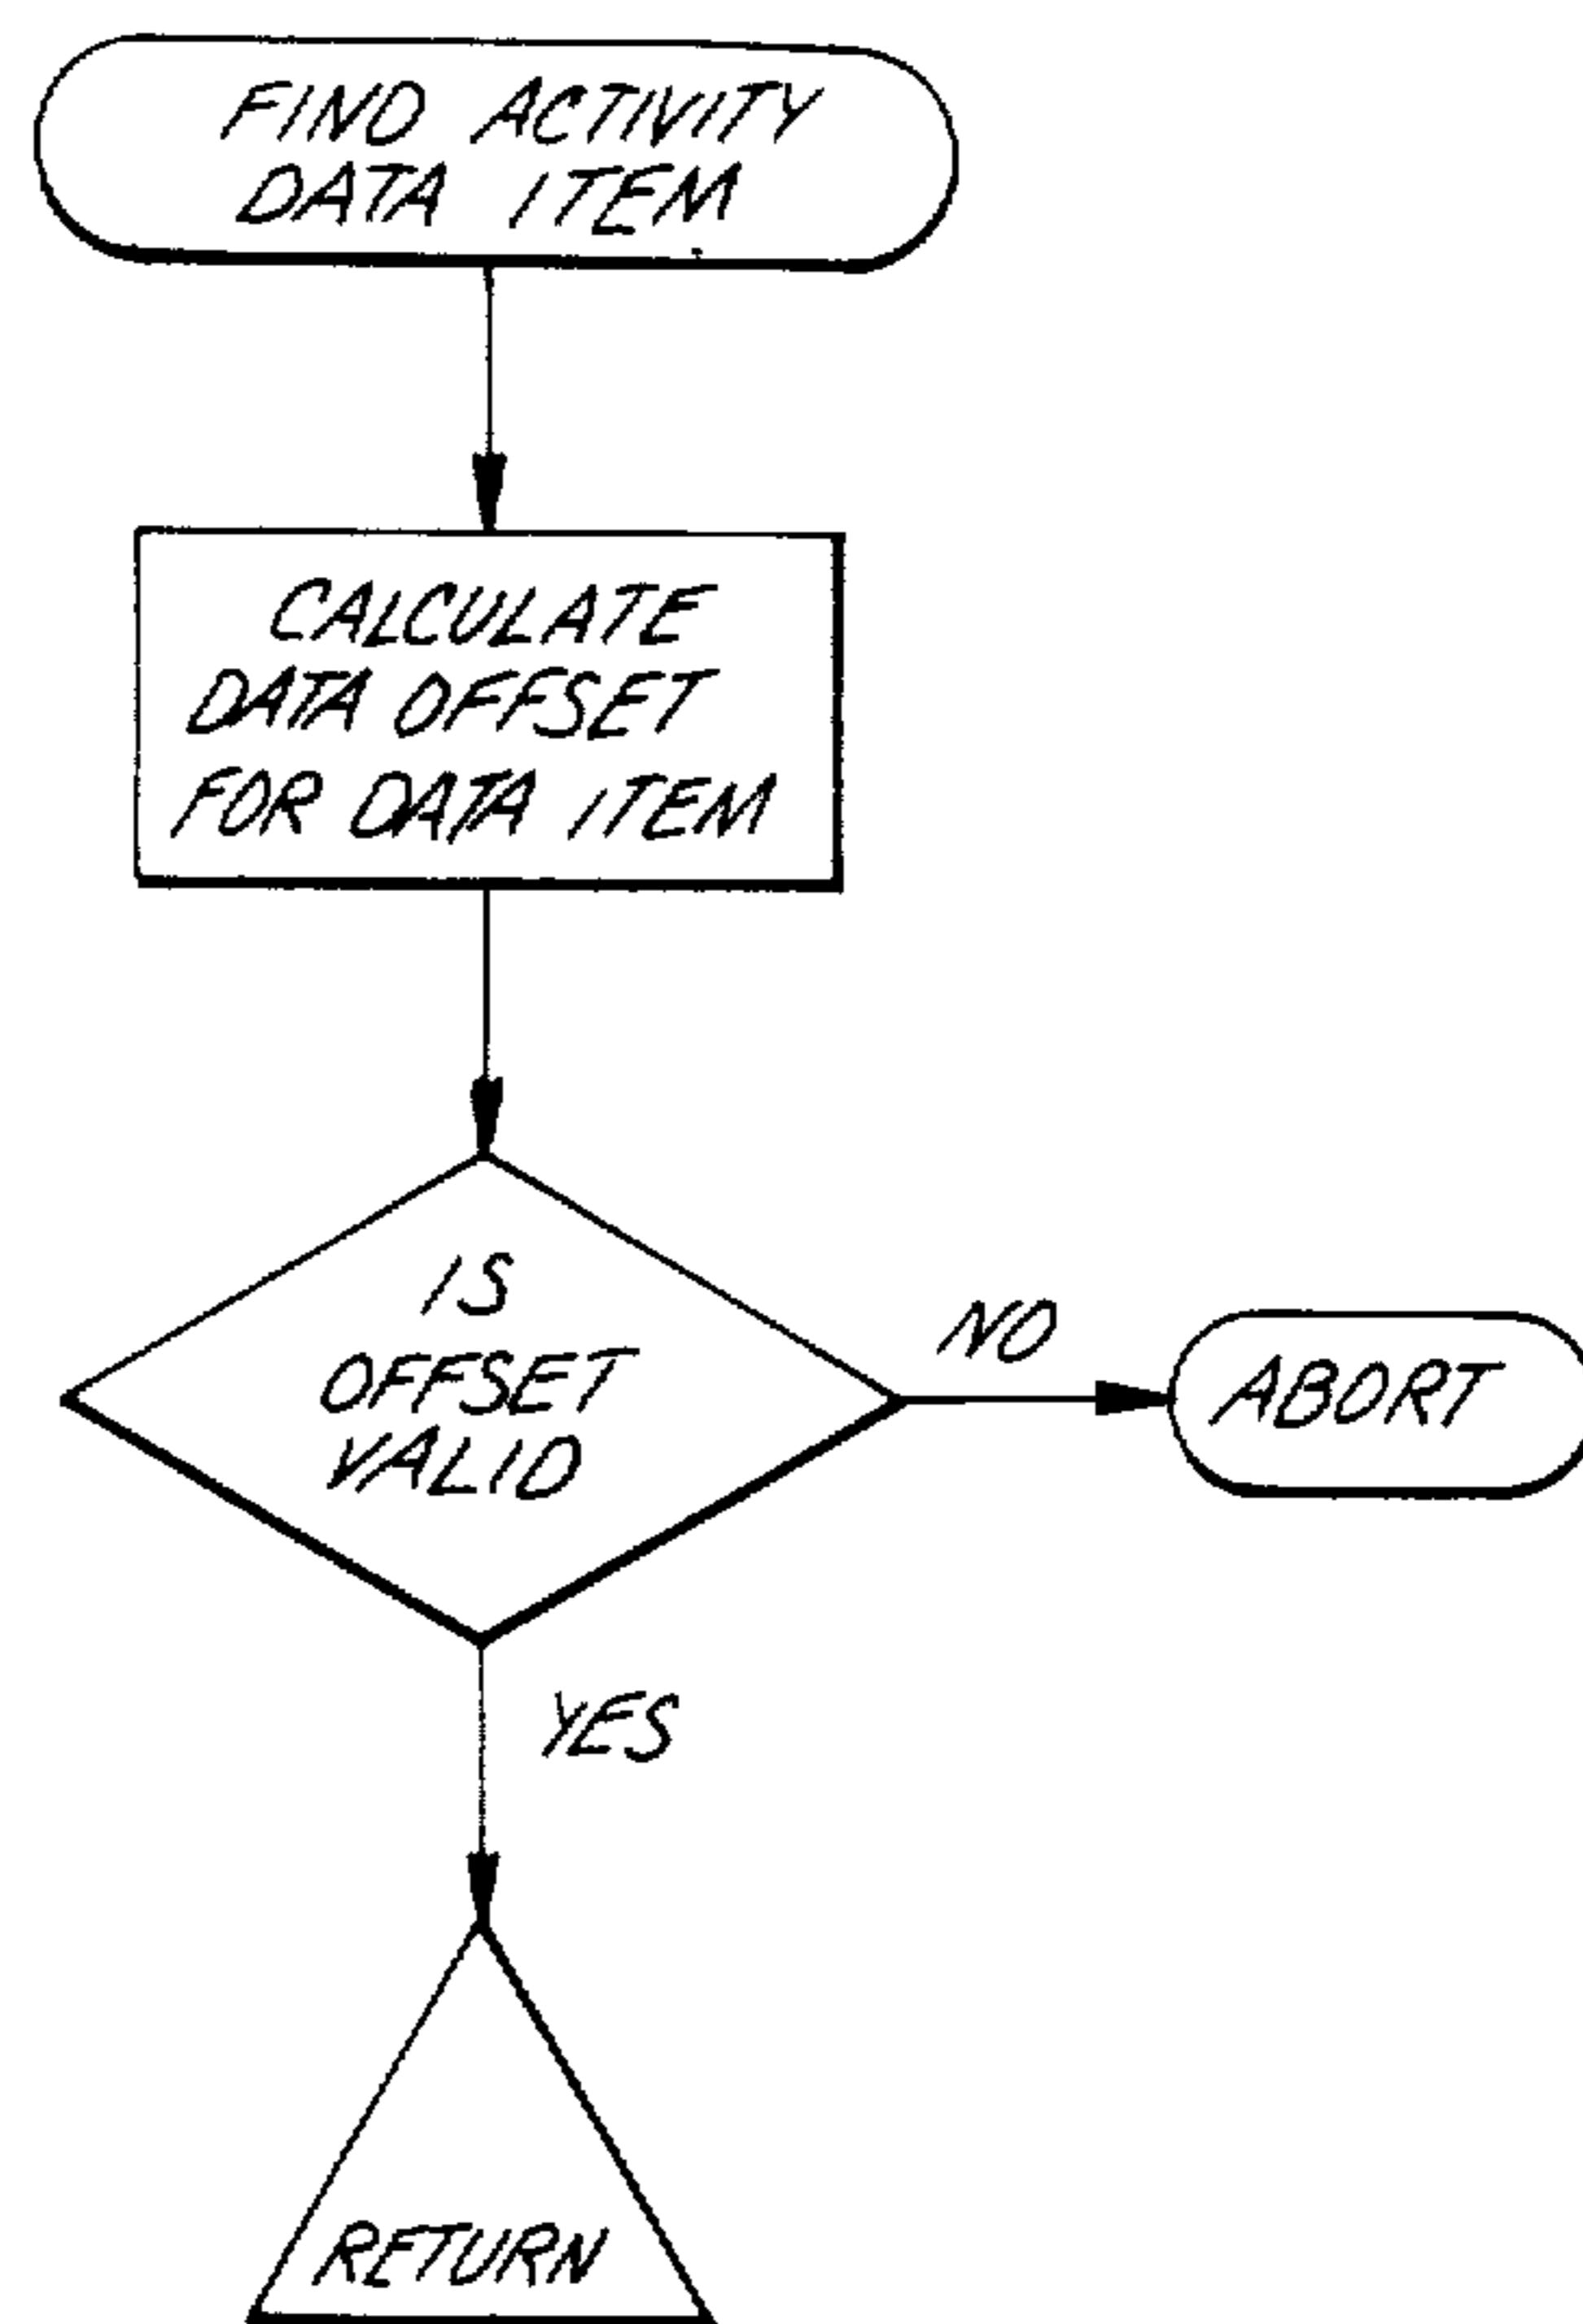 FIND ACTIVITY
DATA ITEM
CALCULATE
DATA OFFSET
FOR DATA ITEM
IS
OFFSET
VALID
NO
ABORT
YES
RETURN